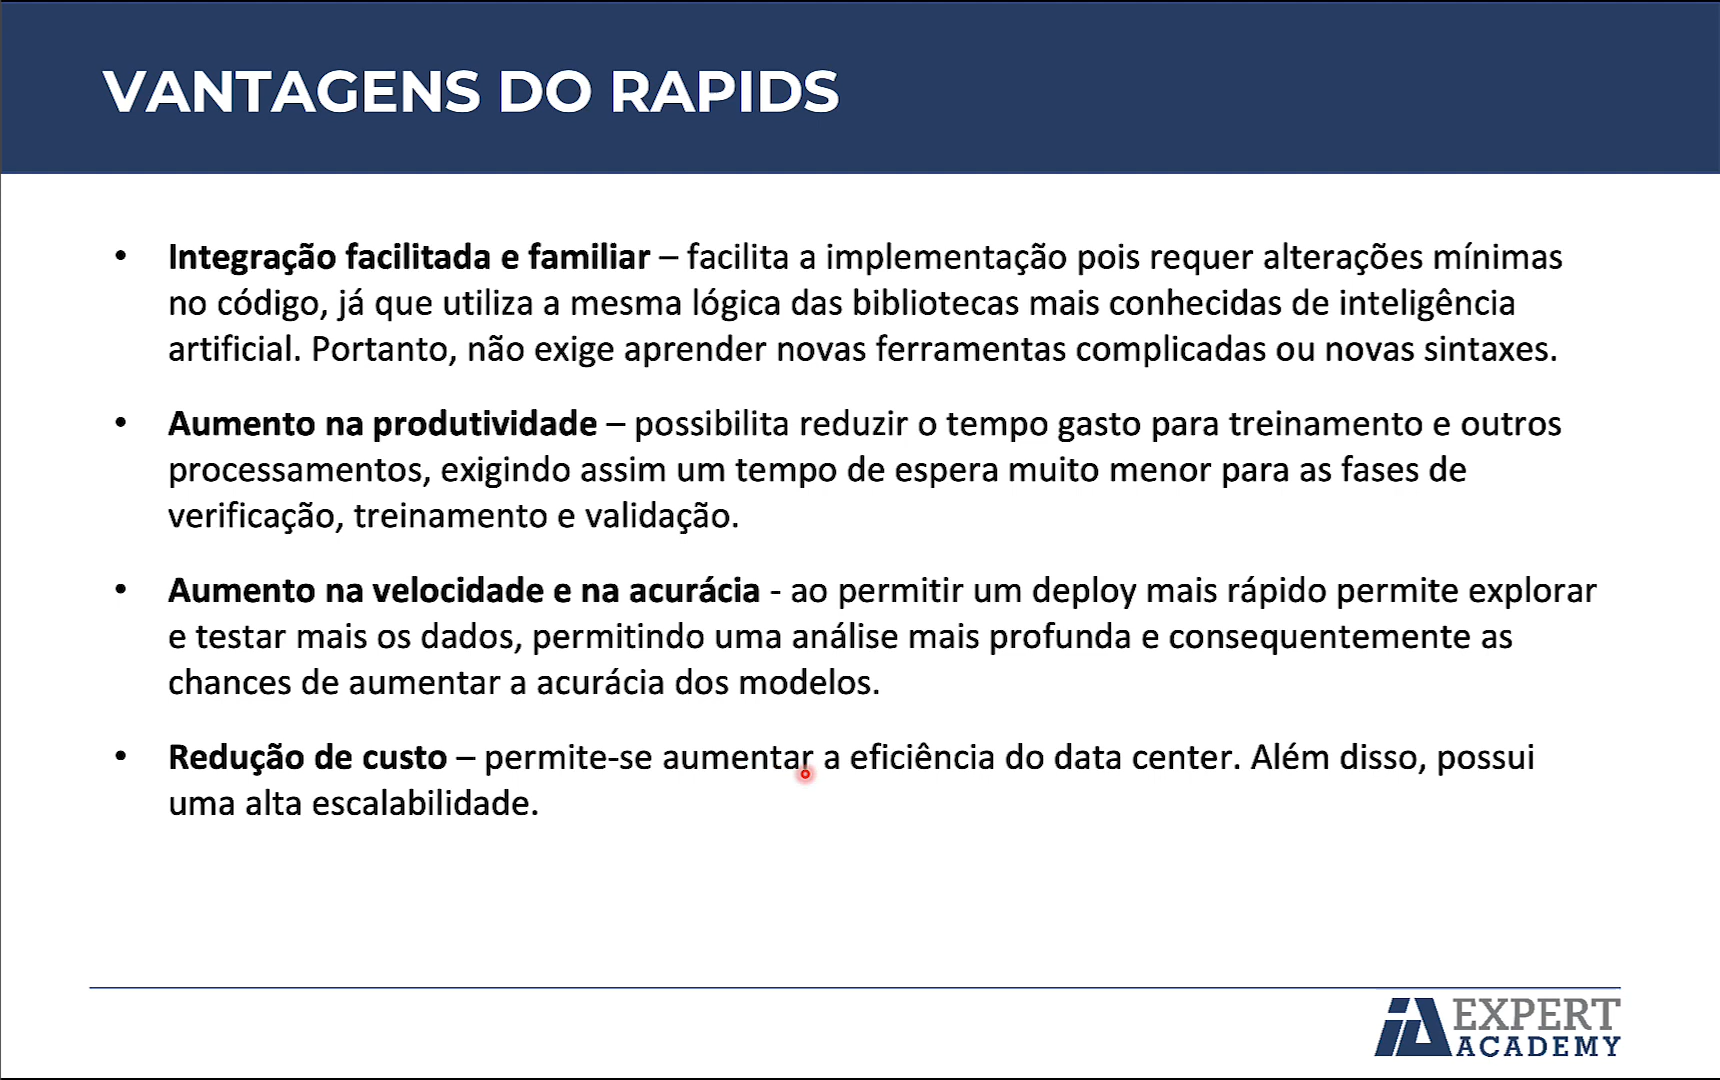 VANTAGENS DO RAPIDS
• Integração facilitada e familiar – facilita a implementação pois requer alterações mínimas
no código, já que utiliza a mesma lógica das bibliotecas mais conhecidas de inteligência
artificial. Portanto, não exige aprender novas ferramentas complicadas ou novas sintaxes.
• Aumento na produtividade – possibilita reduzir o tempo gasto para treinamento e outros
processamentos, exigindo assim um tempo de espera muito menor para as fases de
verificação, treinamento e validação.
• Aumento na velocidade e na acurácia - ao permitir um deploy mais rápido permite explorar
e testar mais os dados, permitindo uma análise mais profunda e consequentemente as
chances de aumentar a acurácia dos modelos.
• Redução de custo – permite-se aumentar a eficiência do data center. Além disso, possui
uma alta escalabilidade.
IA EXPERT
ACADEMY